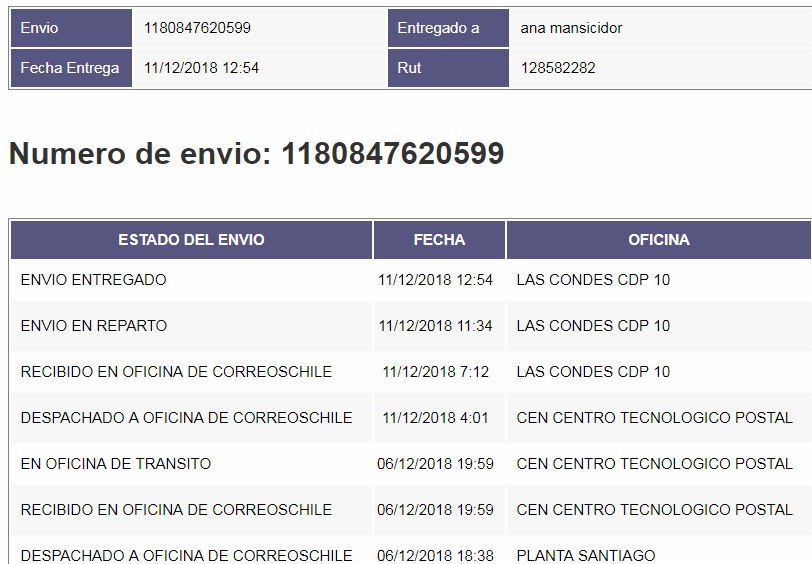 Envio 1180847620599 Entregado a ana mansicidor
Fecha Entrega 11/12/2018 12:54 Rut 128582282
Numero de envio: 1180847620599
ESTADO DEL ENVIO FECHA OFICINA
ENVIO ENTREGADO 11/12/2018 12:54 LAS CONDES CDP 10
ENVIO EN REPARTO 11/12/2018 11:34 LAS CONDES CDP 10
RECIBIDO EN OFICINA DE CORREOSCHILE 11/12/2018 7:12 LAS CONDES CDP 10
DESPACHADO A OFICINA DE CORREOSCHILE 11/12/2018 4:01 CEN CENTRO TECNOLOGICO POSTAL
EN OFICINA DE TRANSITO 06/12/2018 19:59 CEN CENTRO TECNOLOGICO POSTAL
RECIBIDO EN OFICINA DE CORREOSCHILE 06/12/2018 19:59 CEN CENTRO TECNOLOGICO POSTAL
DESPACHADO A OFICINA DE CORREOSCHILE 06/12/2018 18:38 PLANTA SANTIAGO